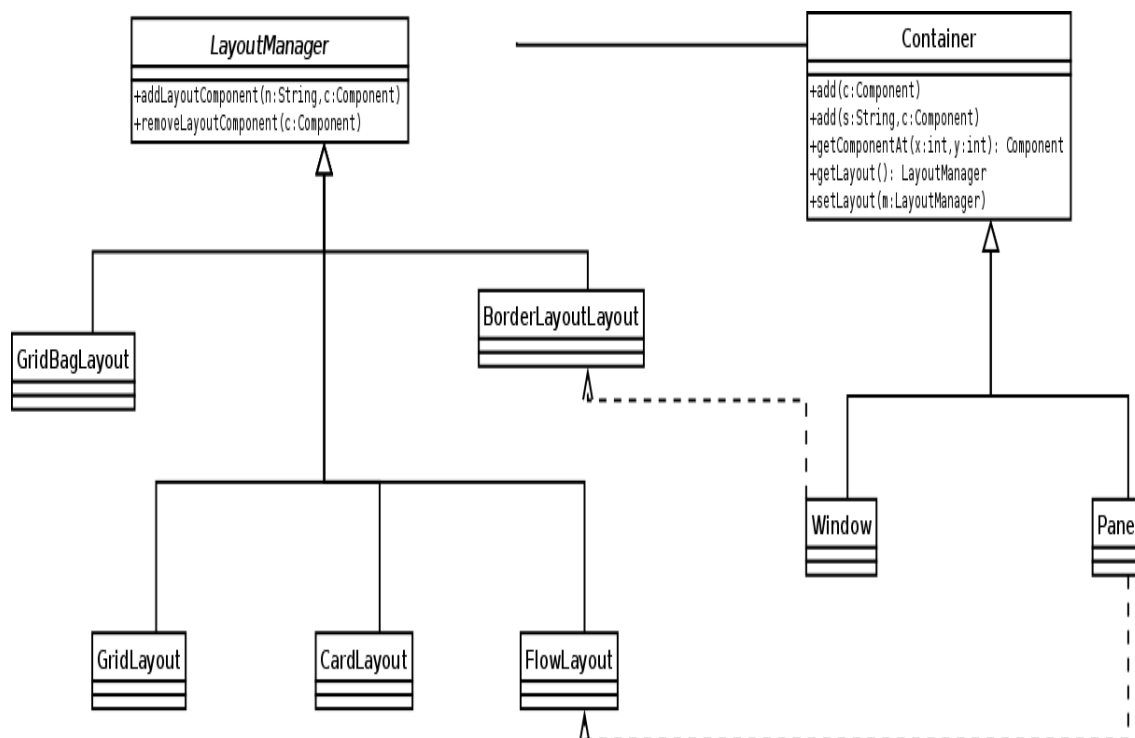 LayoutManager
+addLayoutComponent(n:String,c:Component)
+removeLayoutComponent(c:Component)
Container
+add(c:Component)
+add(s:String,c:Component)
+getComponentAt(x:int,y:int): Component
+getLayout(): LayoutManager
+setLayout(m:LayoutManager)
GridBagLayout
BorderLayoutLayout
Window
Pane
GridLayout
CardLayout
FlowLayout